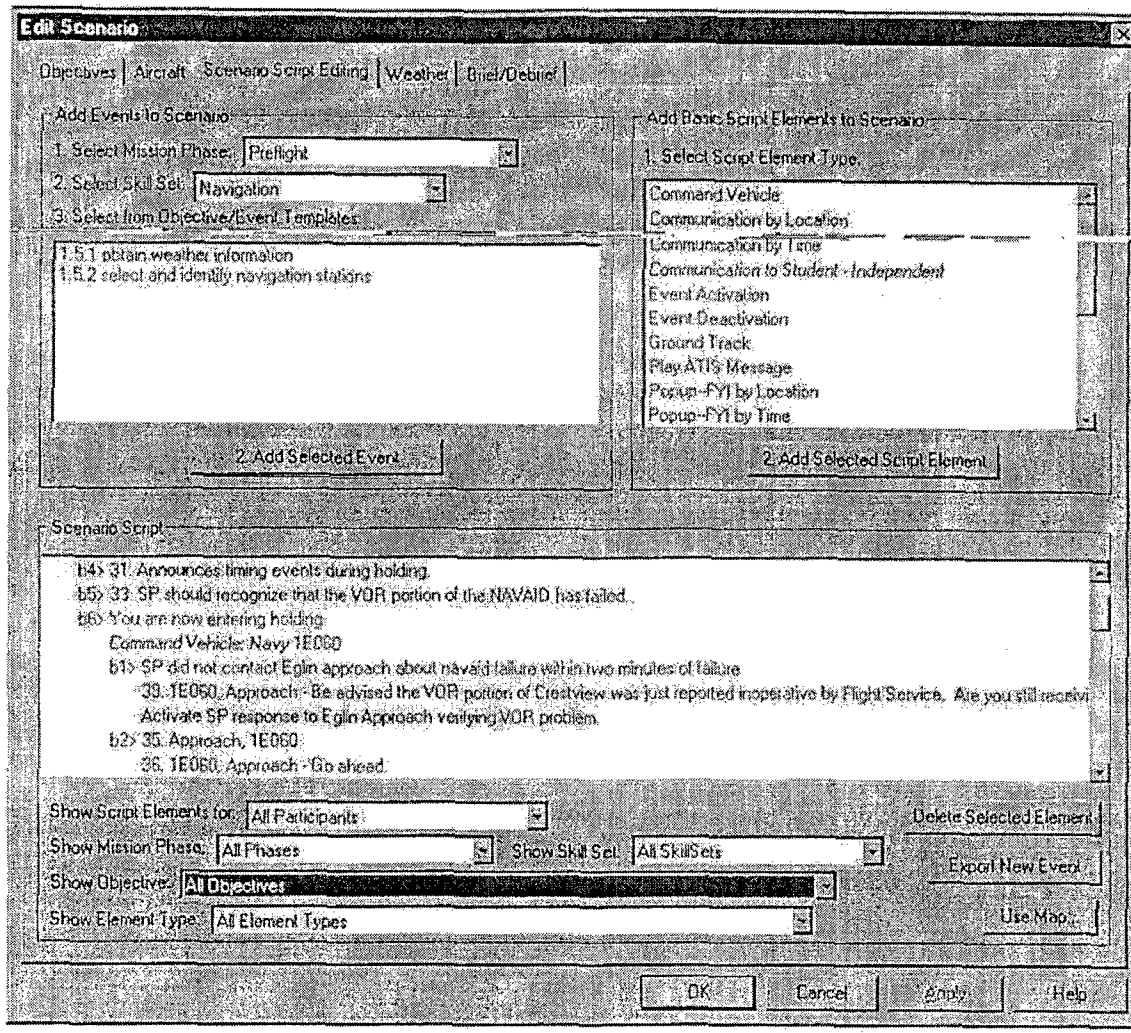 Edit Scenario
Objectives Aircraft Scenario Script Editing Weather Brief/Debrief
Add Events to Scenario
1. Select Mission Phase: Preflight
2. Select Skill Set: Navigation
3. Select from Objective/Event Templates
1.5.1 obtain weather information
1.5.2 select and identify navigation stations
2. Add Selected Event
Add Basic Script Elements to Scenario
1. Select Script Element Type:
Command Vehicle
Communication by Location
Communication by Time
Communication to Student - Independent
Event Activation
Event Deactivation
Ground Track
Play ATIS Message
Popup--FYI by Location
Popup--FYI by Time
2. Add Selected Script Element
Scenario Script
b4> 31. Announces timing events during holding.
b5> 33. SP should recognize that the VOR portion of the NAVAID has failed.
b6> You are now entering holding.
Command Vehicle: Navy 1E060
b1> SP did not contact Eglin approach about navaid failure within two minutes of failure
33. 1E060, Approach - Be advised the VOR portion of Crestview was just reported inoperative by Flight Service. Are you still receivi
Activate SP response to Eglin Approach verifying VOR problem.
b2> 35. Approach, 1E060
36. 1E060, Approach - Go ahead.
Show Script Elements for: All Participants
Delete Selected Element
Show Mission Phase: All Phases Show Skill Set: All SkillSets
Export New Event
Show Objective: All Objectives
Show Element Type: All Element Types
Use Map...
OK Cancel Apply Help